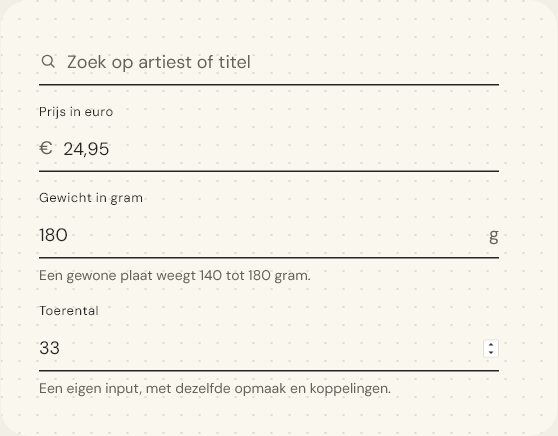 Zoek op artiest of titel
Prijs in euro
€ 24,95
Gewicht in gram
180 g
Een gewone plaat weegt 140 tot 180 gram.
Toerental
33
Een eigen input, met dezelfde opmaak en koppelingen.